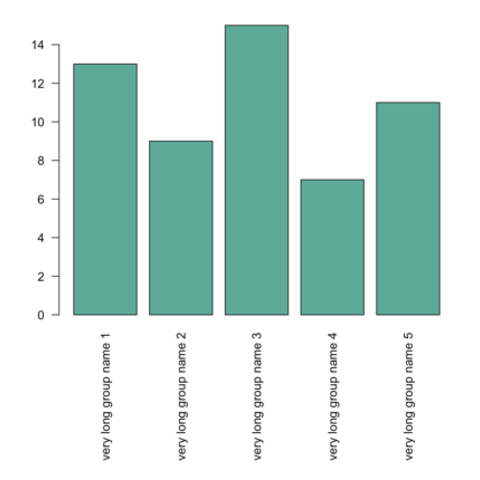 14
12
10
8
6
4
2
0
very long group name 1
very long group name 2
very long group name 3
very long group name 4
very long group name 5